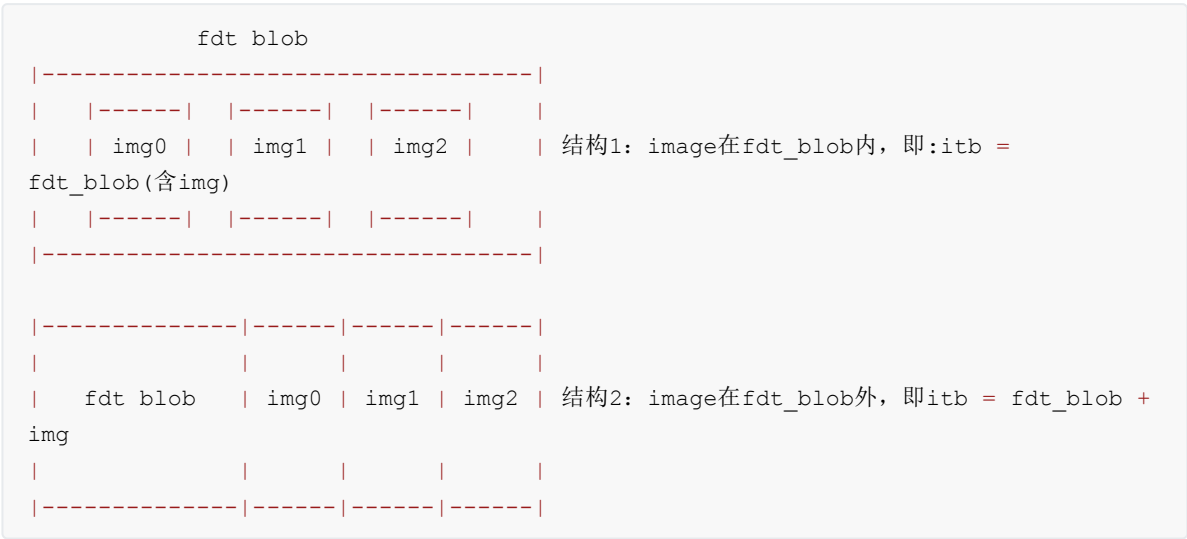 fdt blob
|-----------------------------------|
|   |------|  |------|  |------|    |
|   | img0 |  | img1 |  | img2 |    | 结构1：image在fdt_blob内，即:itb =
fdt_blob(含img)
|   |------|  |------|  |------|    |
|-----------------------------------|
|--------------|------|------|------|
|              |      |      |      |
|   fdt blob   | img0 | img1 | img2 | 结构2：image在fdt_blob外，即itb = fdt_blob +
img
|              |      |      |      |
|--------------|------|------|------|